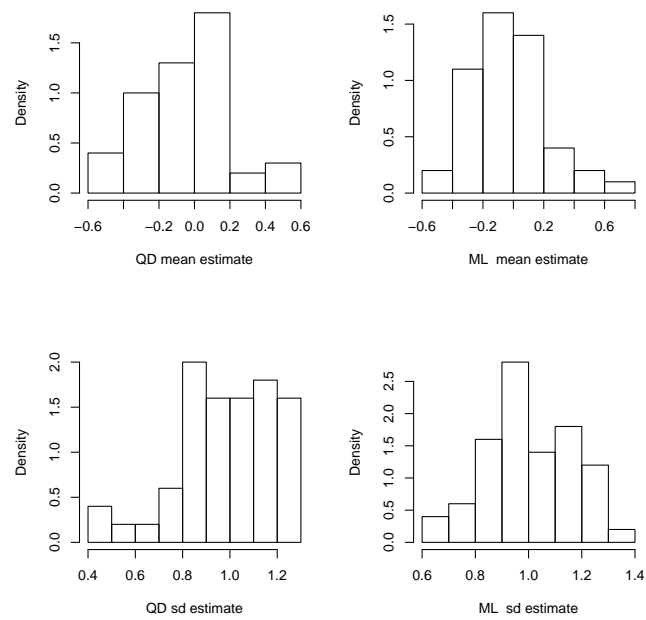 Density
0.0 0.5 1.0 1.5
−0.6 −0.2 0.0 0.2 0.4 0.6
QD mean estimate
Density
0.0 0.5 1.0 1.5
−0.6 −0.2 0.2 0.6
ML mean estimate
Density
0.0 0.5 1.0 1.5 2.0
0.4 0.6 0.8 1.0 1.2
QD sd estimate
Density
0.0 0.5 1.0 1.5 2.0 2.5
0.6 0.8 1.0 1.2 1.4
ML sd estimate